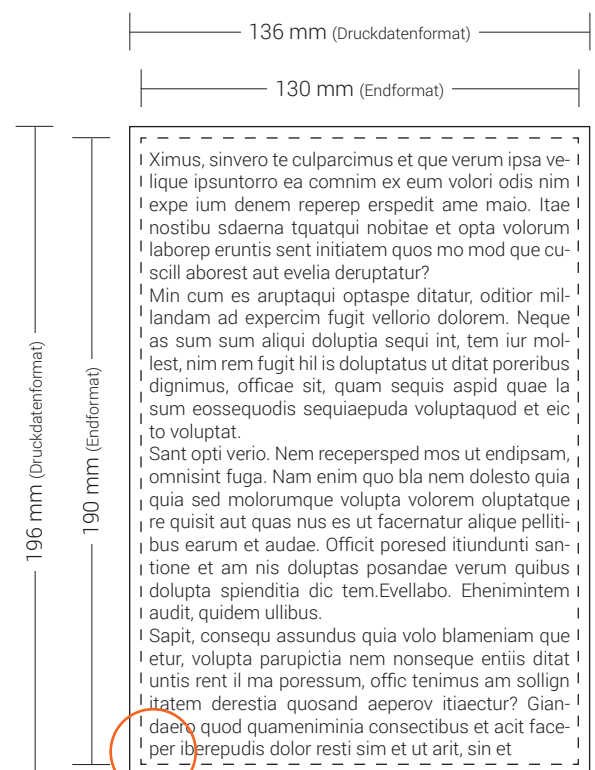 136 mm (Druckdatenformat)
130 mm (Endformat)
196 mm (Druckdatenformat)
190 mm (Endformat)
Ximus, sinvero te culparcimus et que verum ipsa ve-
lique ipsuntorro ea comnim ex eum volori odis nim
expe ium denem reperep erspedit ame maio. Itae
nostibu sdaerna tquatqui nobitae et opta volorum
laborep eruntis sent initiatem quos mo mod que cu-
scill aborest aut evelia deruptatur?
Min cum es aruptaqui optaspe ditatur, oditior mil-
landam ad expercim fugit vellorio dolorem. Neque
as sum sum aliqui doluptia sequi int, tem iur mol-
lest, nim rem fugit hil is doluptatus ut ditat poreribus
dignimus, officae sit, quam sequis aspid quae la
sum eossequodis sequiaepuda voluptaquod et eic
to voluptat.
Sant opti verio. Nem recepersped mos ut endipsam,
omnisint fuga. Nam enim quo bla nem dolesto quia
quia sed molorumque volupta volorem oluptatque
re quisit aut quas nus es ut facernatur alique pelliti-
bus earum et audae. Officit poresed itiundunti san-
tione et am nis doluptas posandae verum quibus
dolupta spienditia dic tem.Evellabo. Ehenimintem
audit, quidem ullibus.
Sapit, consequ assundus quia volo blameniam que
etur, volupta parupictia nem nonseque entiis ditat
untis rent il ma poressum, offic tenimus am sollign
itatem derestia quosand aeperov itiaectur? Gian-
daero quod quameniminia consectibus et acit face-
per iberepudis dolor resti sim et ut arit, sin et